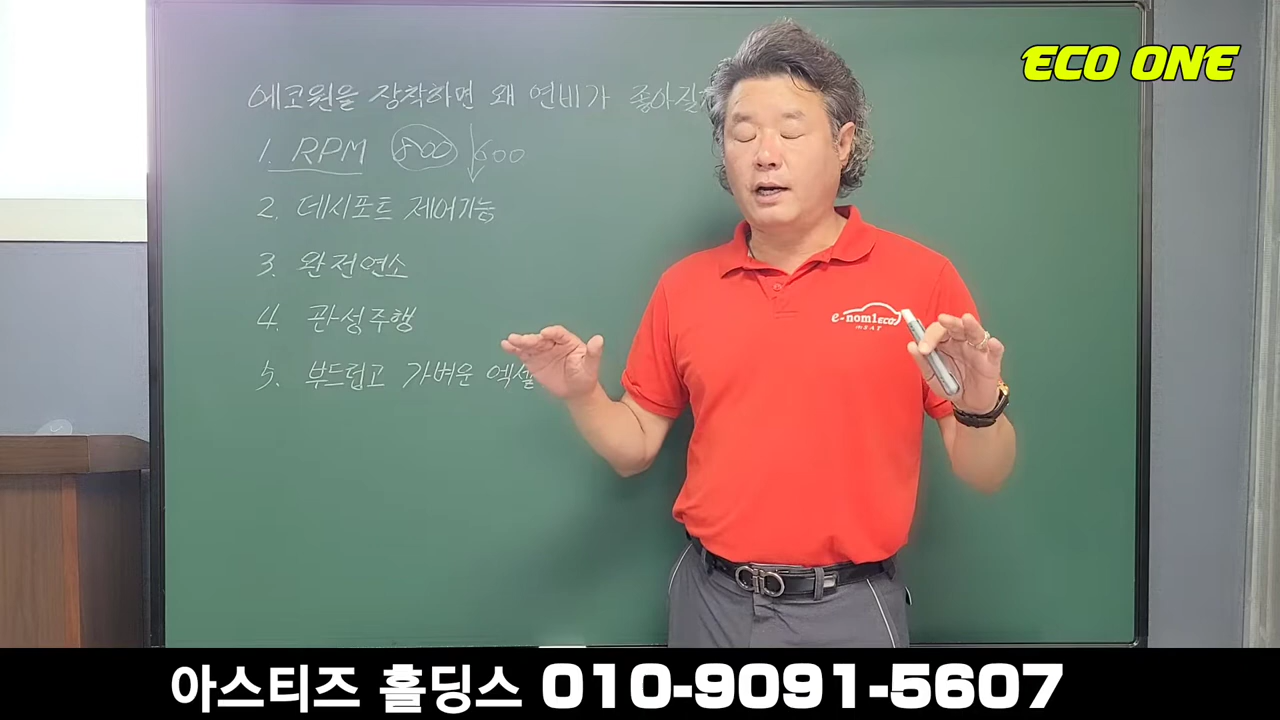 ECO ONE
에코원을 장착하면 왜 연비가 좋아질까
1. RPM 800 600
2. 데시포트 제어기능
3. 완전연소
4. 관성주행
5. 부드럽고 가벼운 엑셀
e-nom1eco
아스티즈 홀딩스 010-9091-5607